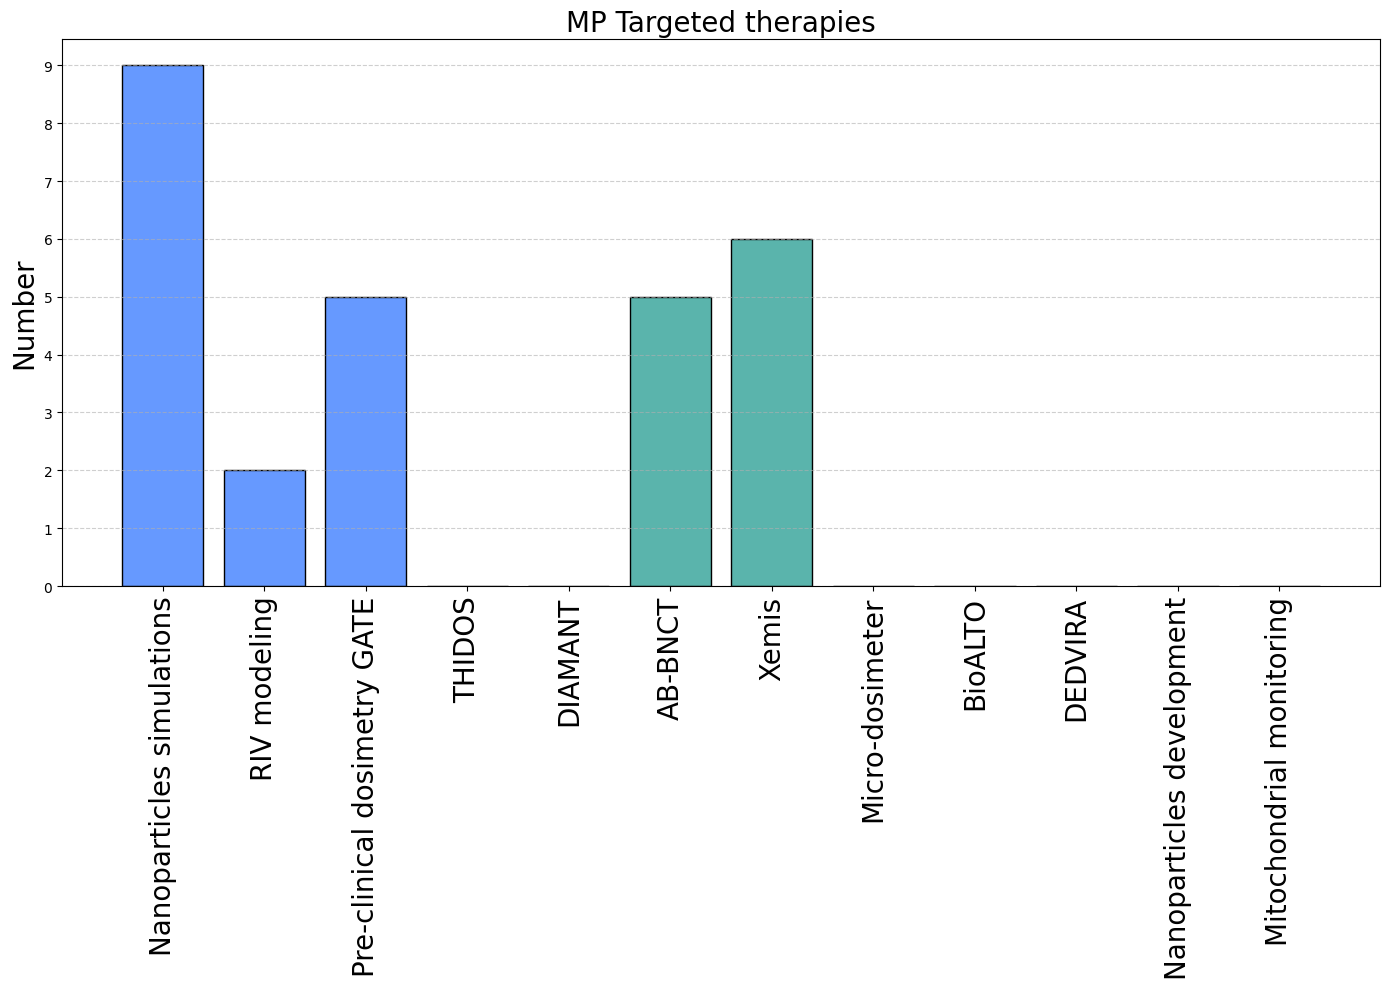 MP Targeted therapies
Number
9
8
7
6
5
4
3
2
1
0
Nanoparticles simulations
RIV modeling
Pre-clinical dosimetry GATE
THIDOS
DIAMANT
AB-BNCT
Xemis
Micro-dosimeter
BioALTO
DEDVIRA
Nanoparticles development
Mitochondrial monitoring